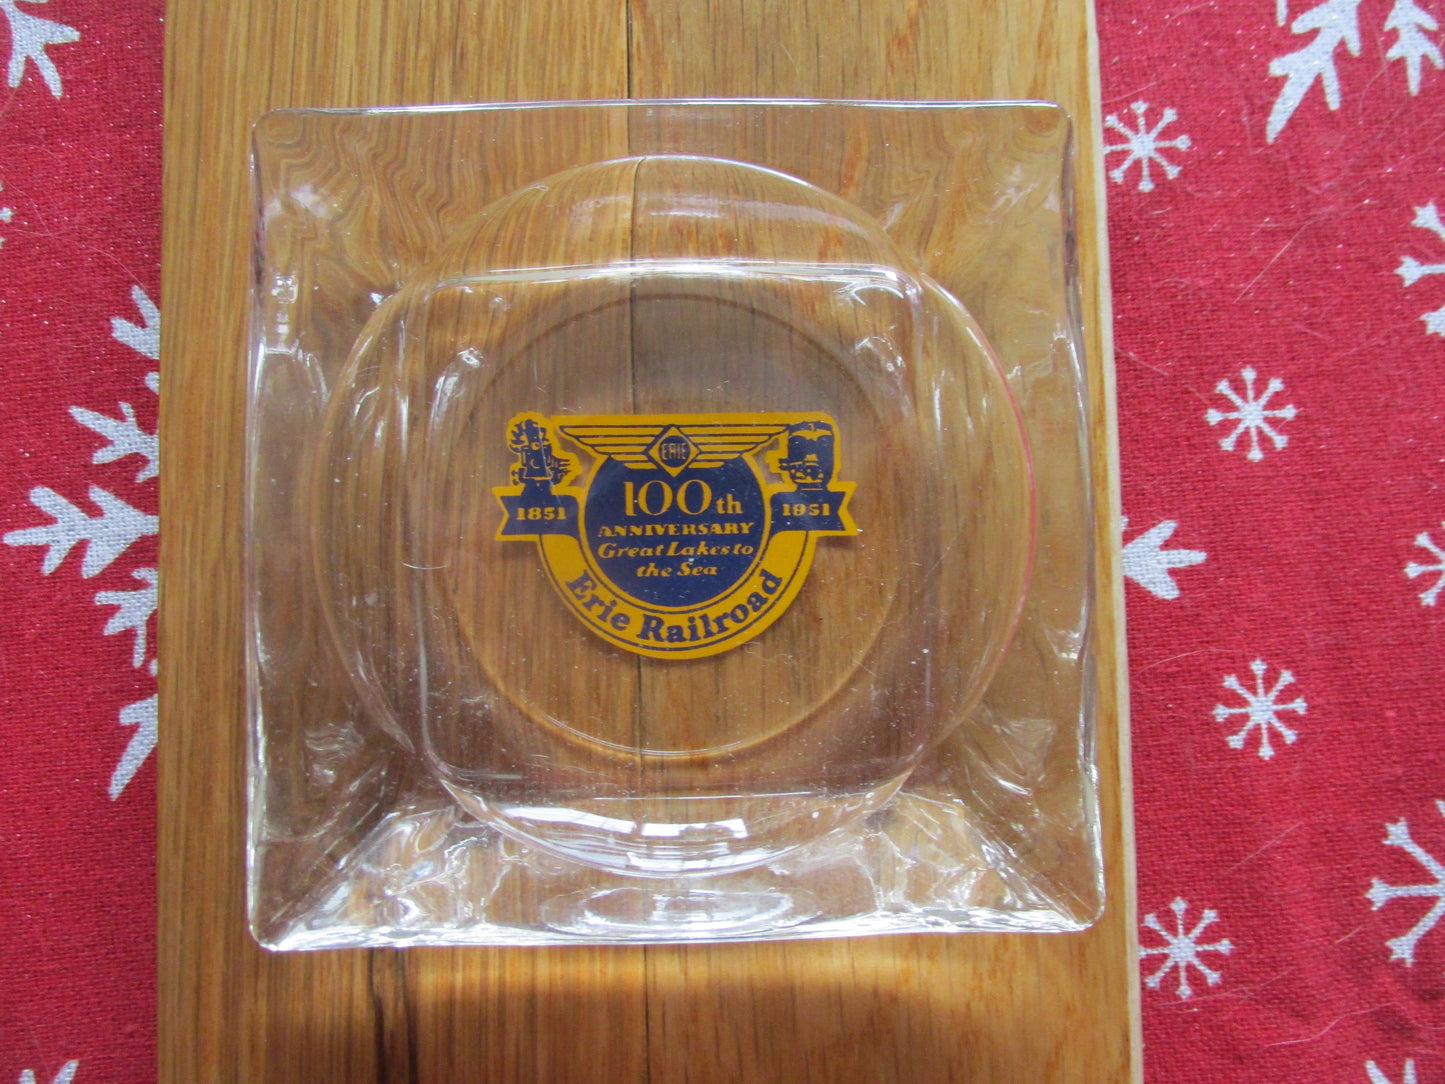 ERIE
100th
1851
1951
ANNIVERSARY
Great Lakes to
the Sea
Erie Railroad